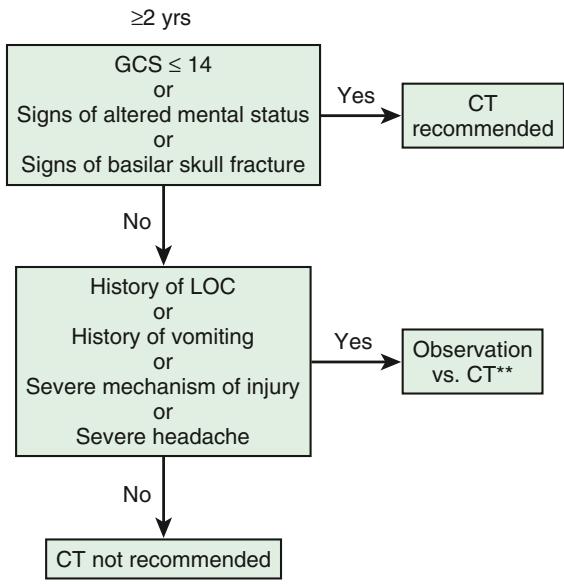 ≥2 yrs
GCS ≤ 14
or
Signs of altered mental status
or
Signs of basilar skull fracture
Yes
CT
recommended
No
History of LOC
or
History of vomiting
or
Severe mechanism of injury
or
Severe headache
Yes
Observation
vs. CT**
No
CT not recommended